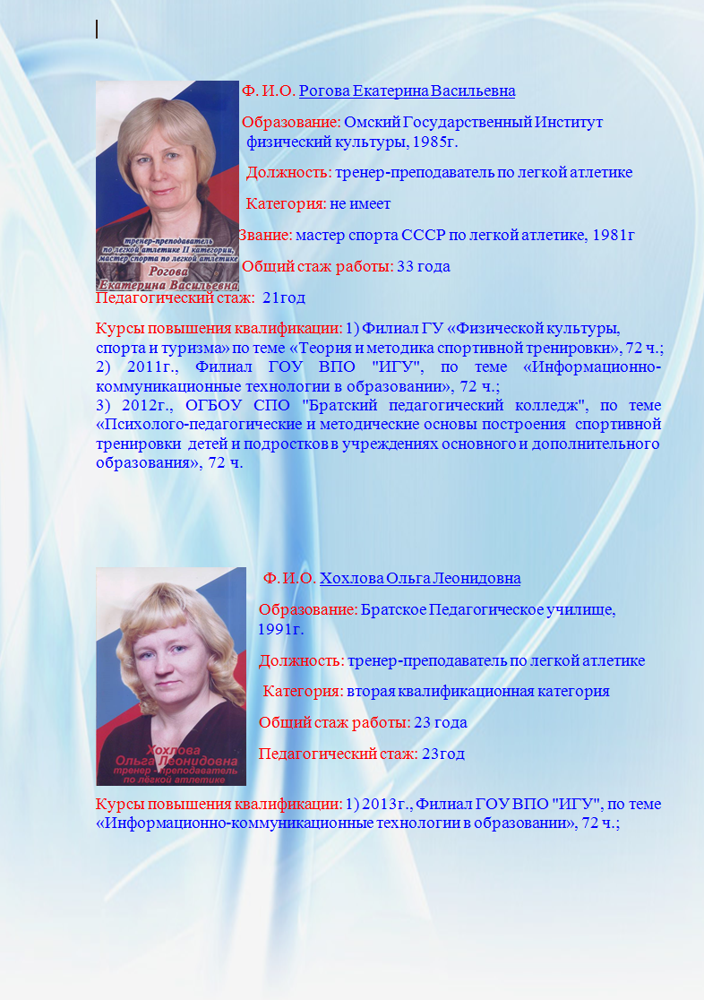 Ф. И.О. Рогова Екатерина Васильевна
Образование: Омский Государственный Институт
физический культуры, 1985г.
Должность: тренер-преподаватель по легкой атлетике
Категория: не имеет
Звание: мастер спорта СССР по легкой атлетике, 1981г
тренер-преподаватель
по легкой атлетике II категории,
мастер спорта по легкой атлетике
Рогова
Екатерина Васильевна
Общий стаж работы: 33 года
Педагогический стаж: 21год
Курсы повышения квалификации: 1) Филиал ГУ «Физической культуры,
спорта и туризма» по теме «Теория и методика спортивной тренировки», 72 ч.;
2) 2011г., Филиал ГОУ ВПО "ИГУ", по теме «Информационно-
коммуникационные технологии в образовании», 72 ч.;
3) 2012г., ОГБОУ СПО "Братский педагогический колледж", по теме
«Психолого-педагогические и методические основы построения спортивной
тренировки детей и подростков в учреждениях основного и дополнительного
образования», 72 ч.
Ф. И.О. Хохлова Ольга Леонидовна
Образование: Братское Педагогическое училище,
1991г.
Должность: тренер-преподаватель по легкой атлетике
Категория: вторая квалификационная категория
Общий стаж работы: 23 года
Педагогический стаж: 23год
Хохлова
Ольга Леонидовна
тренер - преподаватель
по лёгкой атлетике
Курсы повышения квалификации: 1) 2013г., Филиал ГОУ ВПО "ИГУ", по теме
«Информационно-коммуникационные технологии в образовании», 72 ч.;